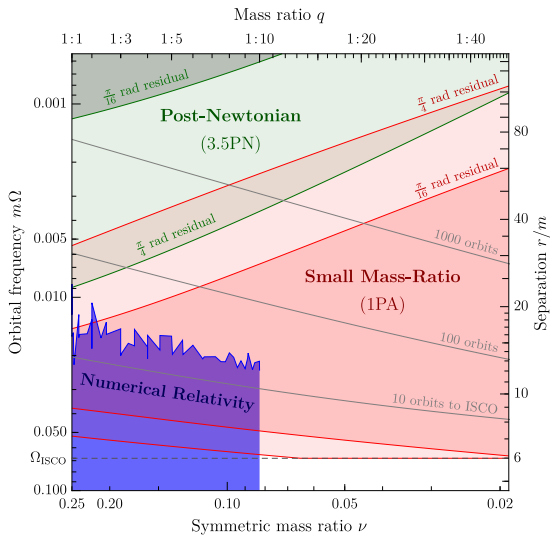 Mass ratio q
1:1 1:3 1:5 1:10 1:20 1:40
π/16 rad residual
π/4 rad residual
Post-Newtonian
(3.5PN)
π/16 rad residual
π/4 rad residual
1000 orbits
Small Mass-Ratio
(1PA)
100 orbits
Numerical Relativity
10 orbits to ISCO
Orbital frequency mΩ
0.001
0.005
0.010
0.050
Ω_ISCO
0.100
Separation r/m
80
40
20
10
6
0.25 0.20 0.10 0.05 0.02
Symmetric mass ratio ν